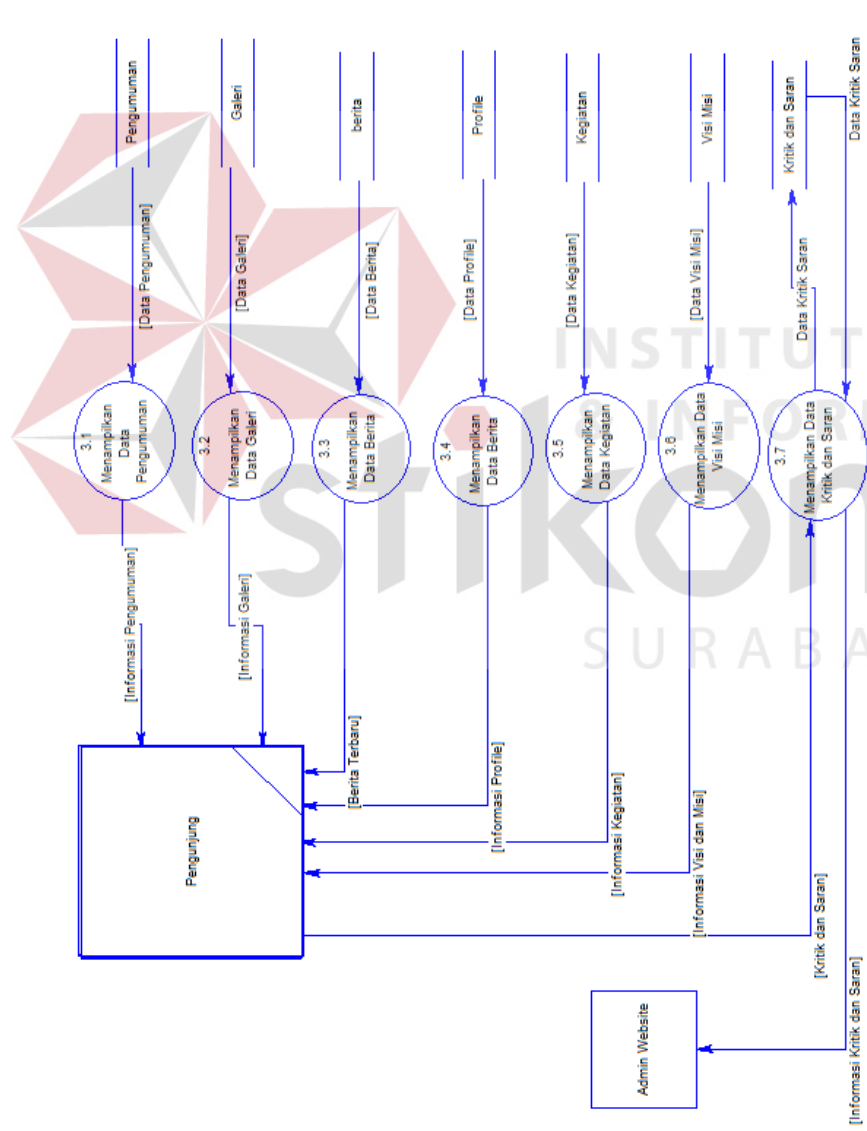 Pengumuman
Galeri
berita
Profile
Kegiatan
Visi Misi
Kritik dan Saran
Data Kritik Saran
[Data Pengumuman]
[Data Galeri]
[Data Berita]
[Data Profile]
[Data Kegiatan]
[Data Visi Misi]
Data Kritik Saran
3.1
Menampilkan
Data
Pengumuman
3.2
Menampilkan
Data Galeri
3.3
Menampilkan
Data Berita
3.4
Menampilkan
Data Berita
3.5
Menampilkan
Data Kegiatan
3.6
Menampilkan Data
Visi Misi
3.7
Menampilkan Data
Kritik dan Saran
[Informasi Pengumuman]
[Informasi Galeri]
[Berita Terbaru]
[Informasi Profile]
[Informasi Kegiatan]
[Informasi Visi dan Misi]
[Kritik dan Saran]
[Informasi Kritik dan Saran]
Pengunjung
Admin Website
INSTITUT
INFOR
stikom
SURABA